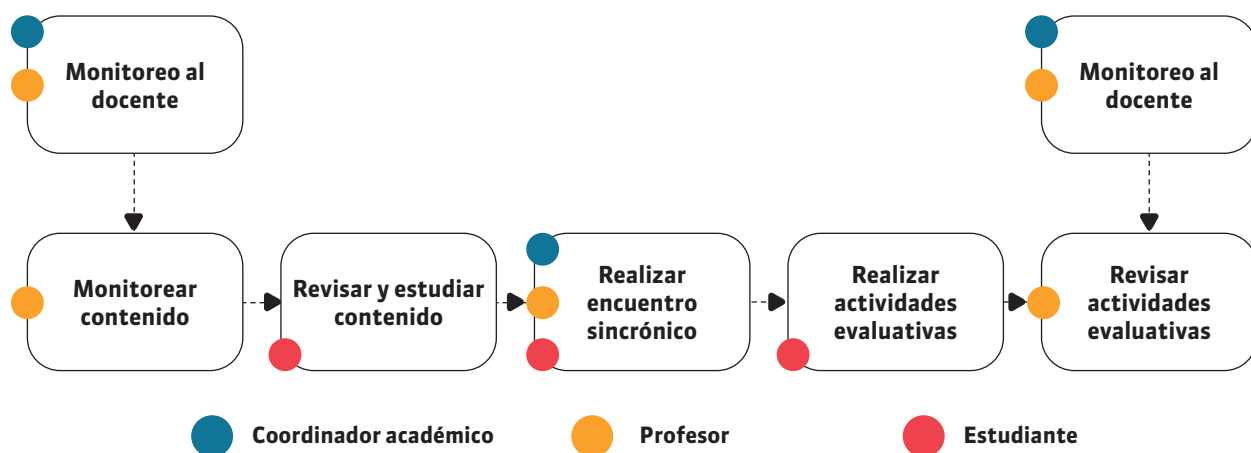 Monitoreo al
docente
Monitoreo al
docente
Monitorear
contenido
Revisar y estudiar
contenido
Realizar
encuentro
sincrónico
Realizar
actividades
evaluativas
Revisar
actividades
evaluativas
Coordinador académico
Profesor
Estudiante